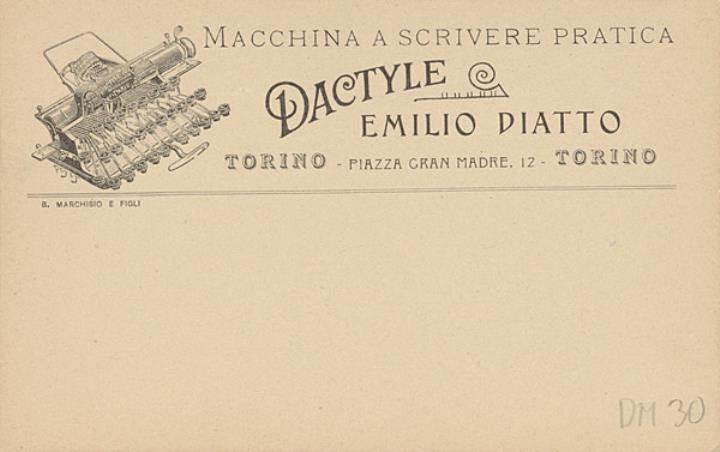 MACCHINA A SCRIVERE PRATICA
DACTYLE
EMILIO DIATTO
TORINO - PIAZZA GRAN MADRE, 12 - TORINO
B. MARCHISIO E FIGLI
DM 30